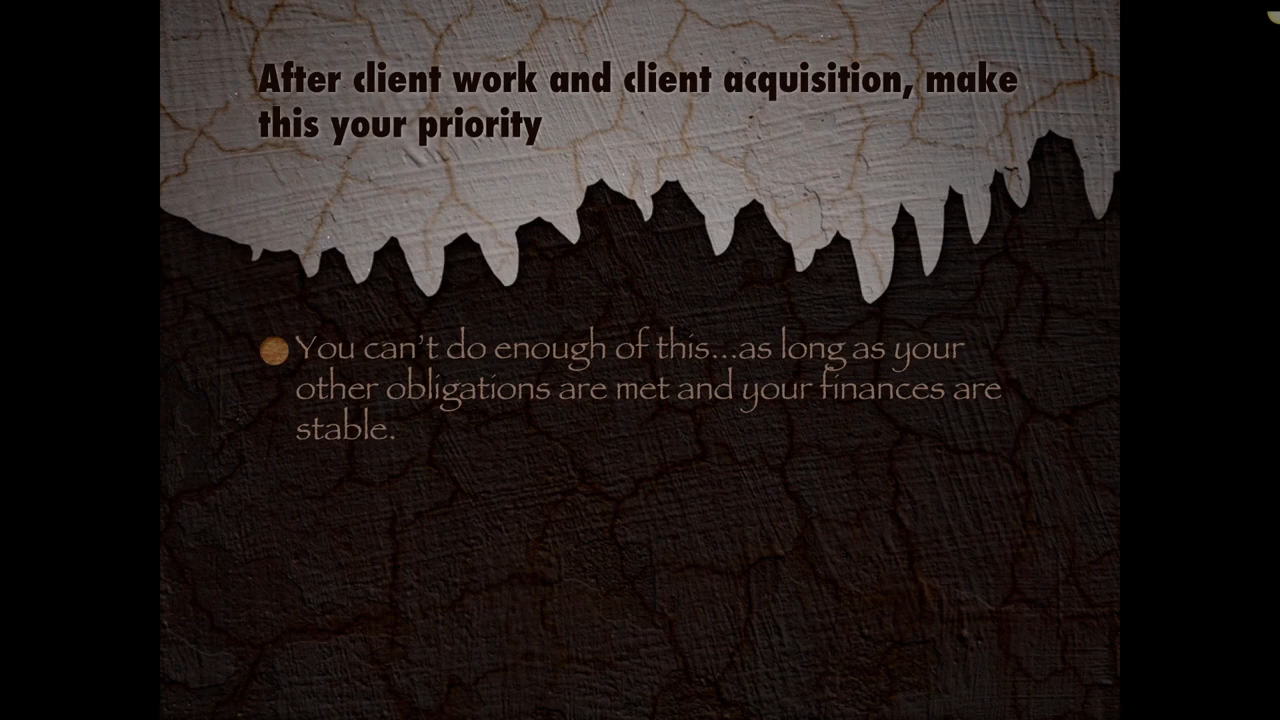 After client work and client acquisition, make
this your priority
You can’t do enough of this...as long as your
other obligations are met and your finances are
stable.